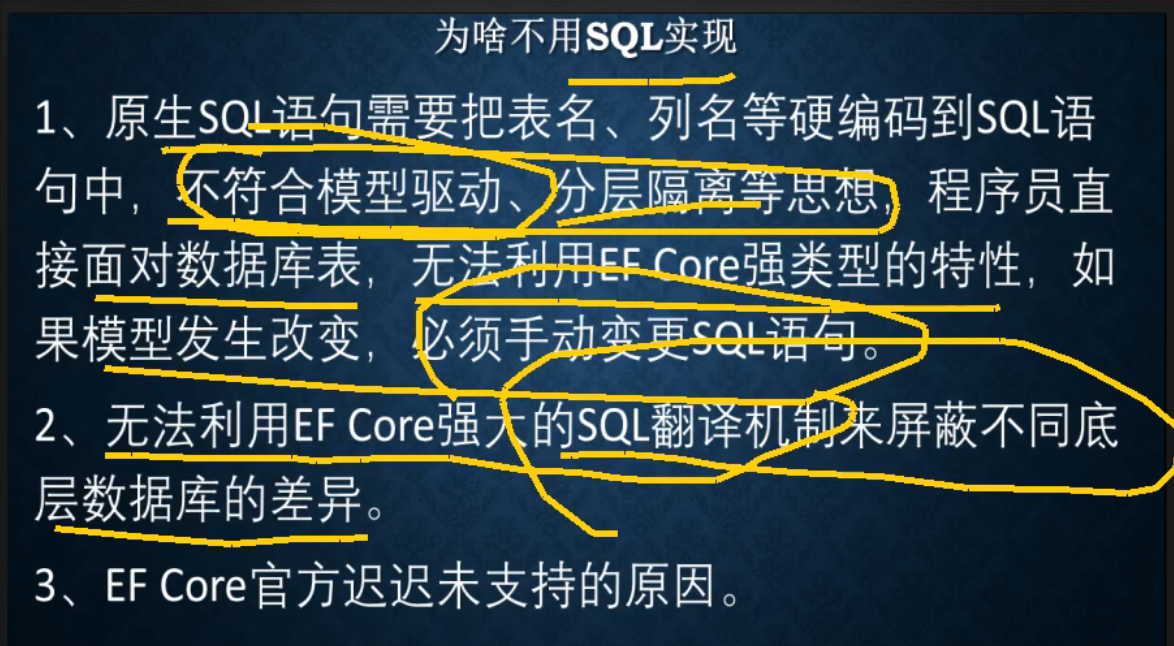 为啥不用SQL实现
1、原生SQL语句需要把表名、列名等硬编码到SQL语
句中，不符合模型驱动、分层隔离等思想，程序员直
接面对数据库表，无法利用EF Core强类型的特性，如
果模型发生改变，必须手动变更SQL语句。
2、无法利用EF Core强大的SQL翻译机制来屏蔽不同底
层数据库的差异。
3、EF Core官方迟迟未支持的原因。